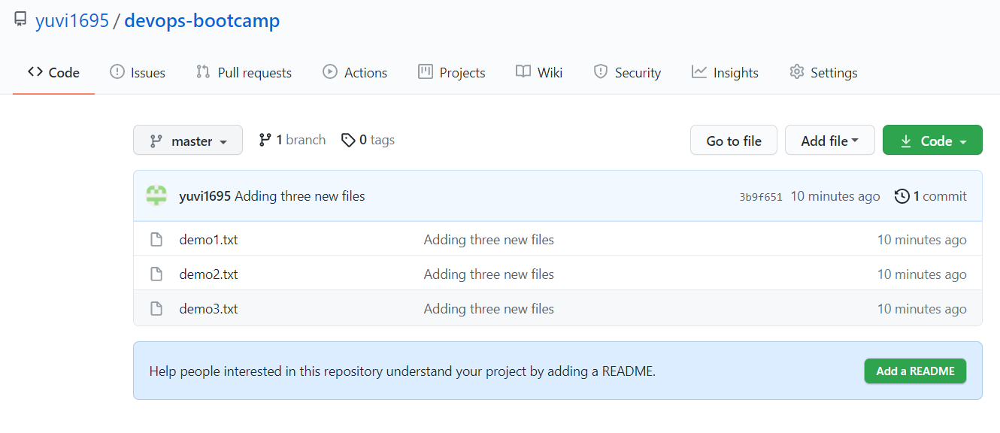 yuvi1695 / devops-bootcamp
Code Issues Pull requests Actions Projects Wiki Security Insights Settings
master 1 branch 0 tags Go to file Add file Code
yuvi1695 Adding three new files 3b9f651 10 minutes ago 1 commit
demo1.txt Adding three new files 10 minutes ago
demo2.txt Adding three new files 10 minutes ago
demo3.txt Adding three new files 10 minutes ago
Help people interested in this repository understand your project by adding a README. Add a README